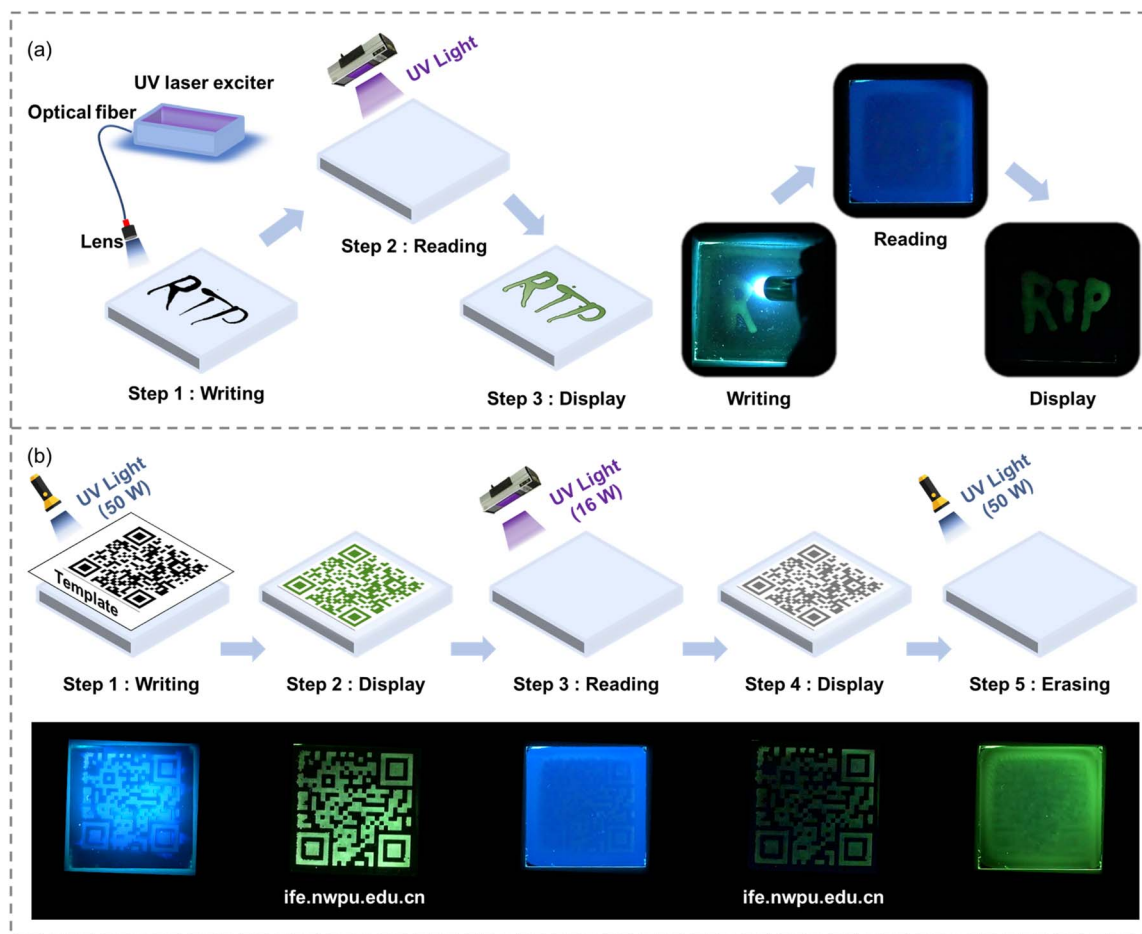 (a)
UV laser exciter
Optical fiber
Lens
UV Light
RTP
Step 1 : Writing
Step 2 : Reading
RTP
Step 3 : Display
R
Writing
Reading
RTP
Display
(b)
UV Light
(50 W)
Template
Step 1 : Writing
Step 2 : Display
UV Light
(16 W)
Step 3 : Reading
Step 4 : Display
UV Light
(50 W)
Step 5 : Erasing
ife.nwpu.edu.cn
ife.nwpu.edu.cn